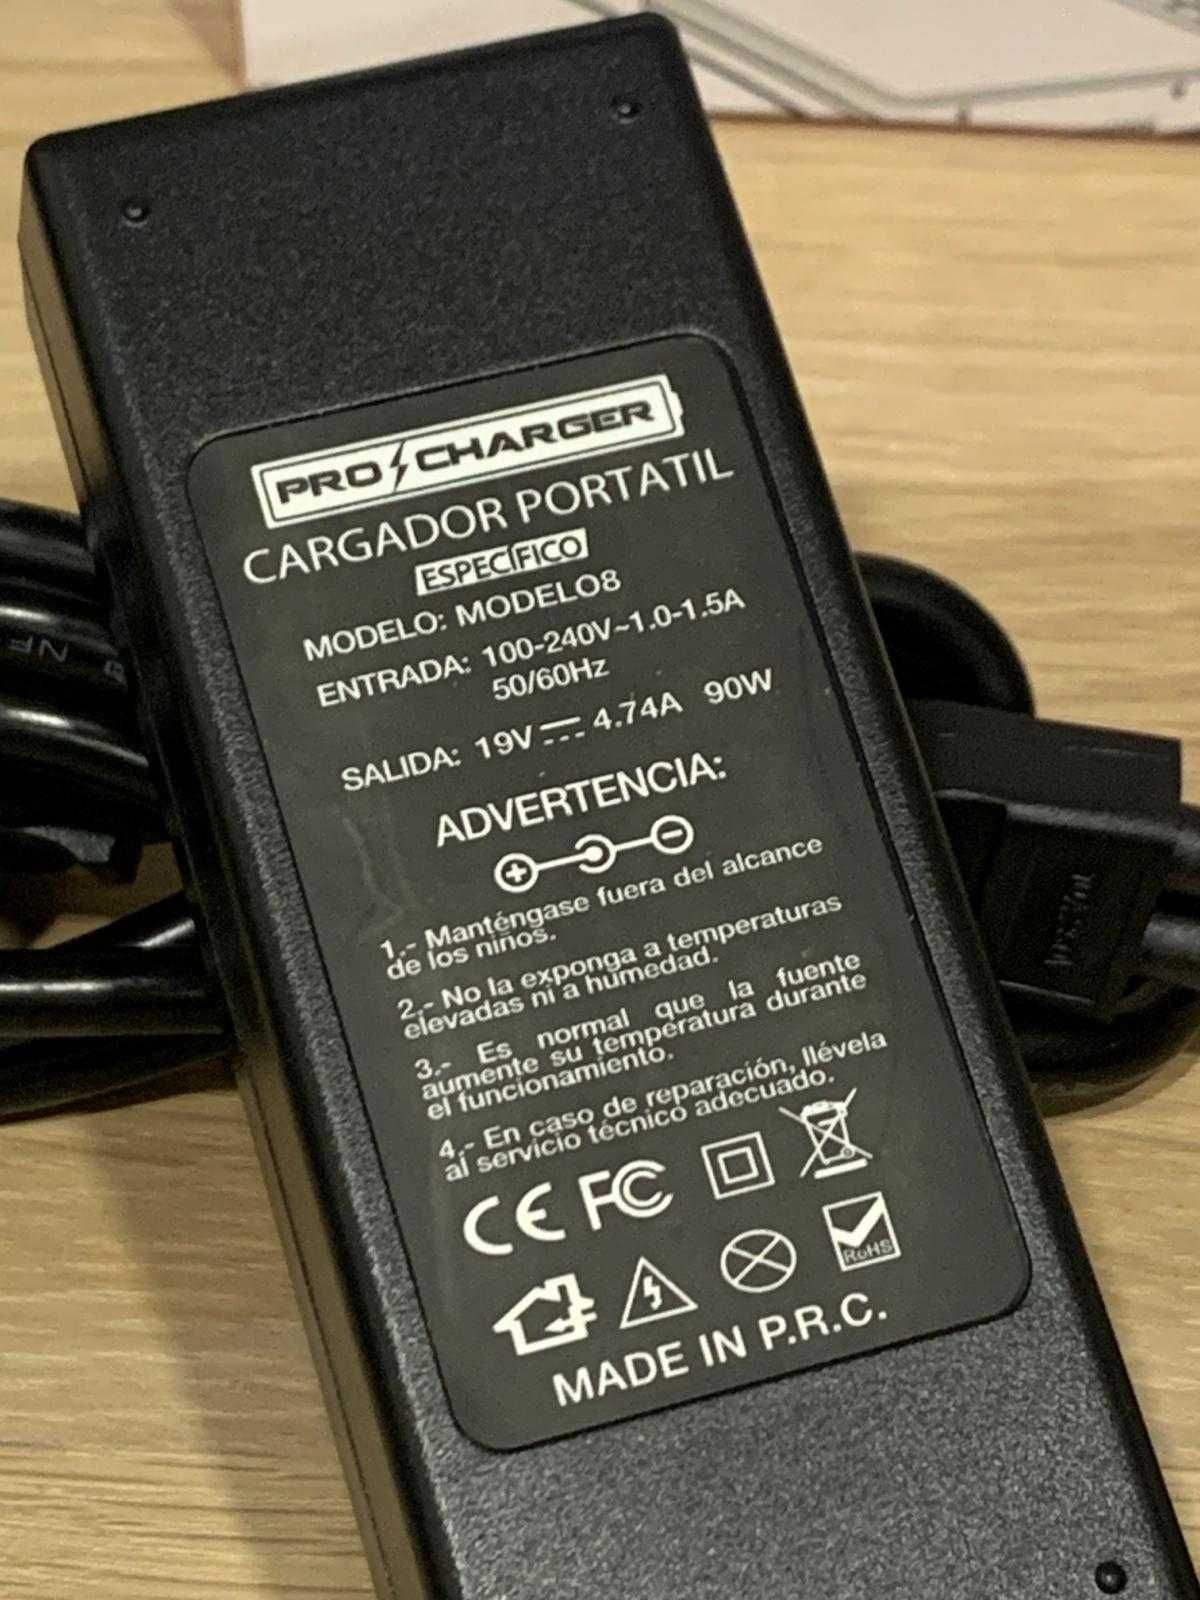 PRO CHARGER
CARGADOR PORTATIL
ESPECÍFICO
MODELO: MODELO8
ENTRADA: 100-240V~1.0-1.5A
50/60Hz
SALIDA: 19V 4.74A 90W
ADVERTENCIA:
1.- Manténgase fuera del alcance
de los niños.
2.- No la exponga a temperaturas
elevadas ni a humedad.
3.- Es normal que la fuente
aumente su temperatura durante
el funcionamiento.
4.- En caso de reparación, llévela
al servicio técnico adecuado.
CE FC
RoHS
MADE IN P.R.C.